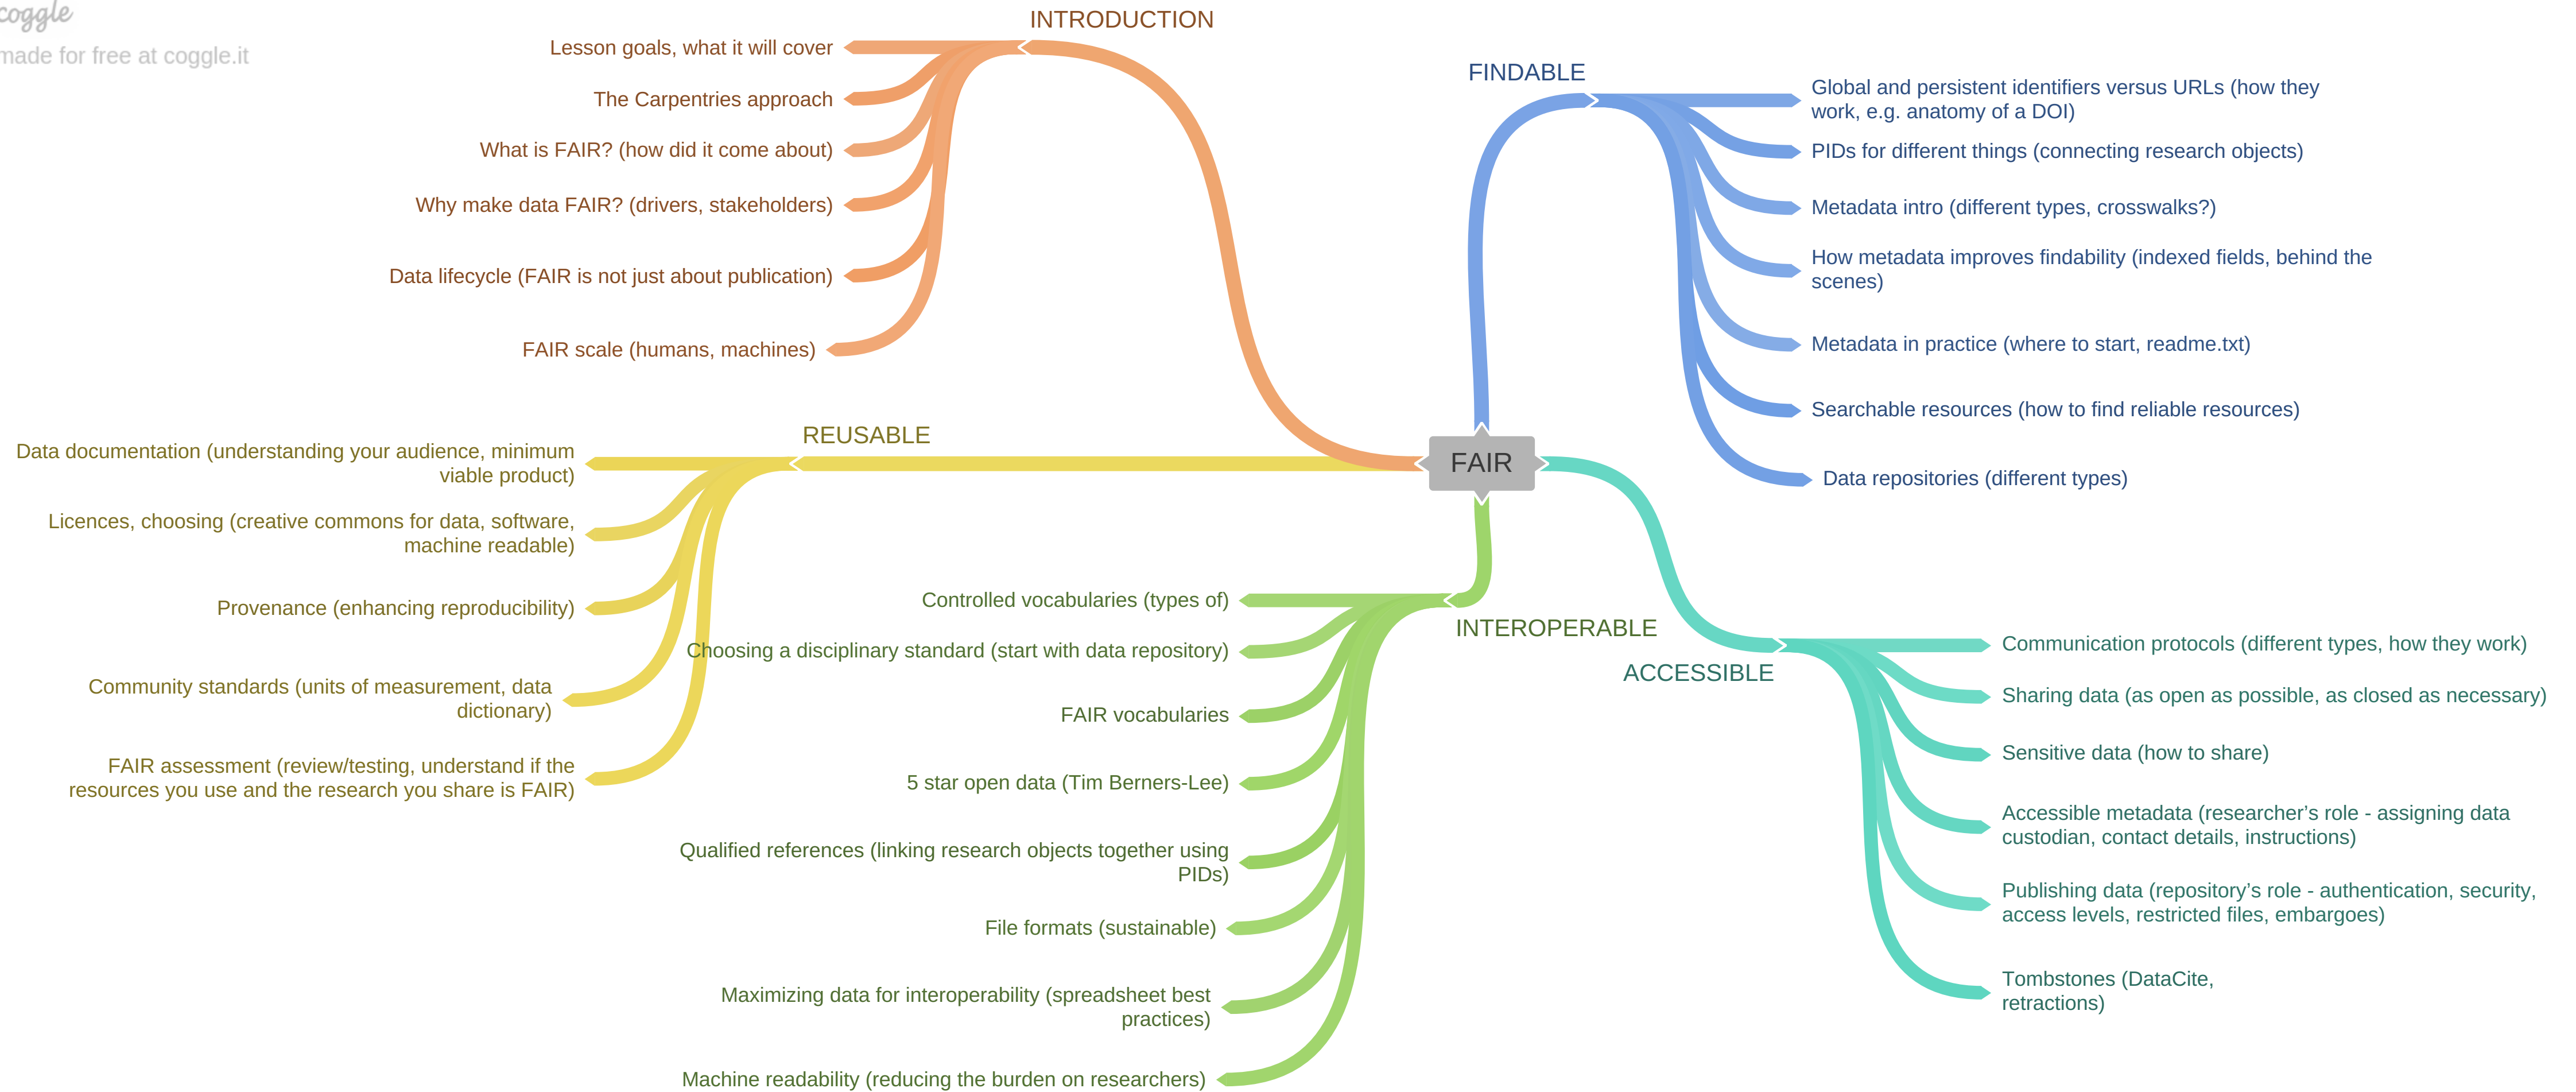 coggle
made for free at coggle.it
INTRODUCTION
Lesson goals, what it will cover
The Carpentries approach
What is FAIR? (how did it come about)
Why make data FAIR? (drivers, stakeholders)
Data lifecycle (FAIR is not just about publication)
FAIR scale (humans, machines)
FINDABLE
Global and persistent identifiers versus URLs (how they
work, e.g. anatomy of a DOI)
PIDs for different things (connecting research objects)
Metadata intro (different types, crosswalks?)
How metadata improves findability (indexed fields, behind the
scenes)
Metadata in practice (where to start, readme.txt)
Searchable resources (how to find reliable resources)
Data repositories (different types)
FAIR
REUSABLE
Data documentation (understanding your audience, minimum
viable product)
Licences, choosing (creative commons for data, software,
machine readable)
Provenance (enhancing reproducibility)
Community standards (units of measurement, data
dictionary)
FAIR assessment (review/testing, understand if the
resources you use and the research you share is FAIR)
INTEROPERABLE
Controlled vocabularies (types of)
Choosing a disciplinary standard (start with data repository)
FAIR vocabularies
5 star open data (Tim Berners-Lee)
Qualified references (linking research objects together using
PIDs)
File formats (sustainable)
Maximizing data for interoperability (spreadsheet best
practices)
Machine readability (reducing the burden on researchers)
ACCESSIBLE
Communication protocols (different types, how they work)
Sharing data (as open as possible, as closed as necessary)
Sensitive data (how to share)
Accessible metadata (researcher’s role - assigning data
custodian, contact details, instructions)
Publishing data (repository’s role - authentication, security,
access levels, restricted files, embargoes)
Tombstones (DataCite,
retractions)